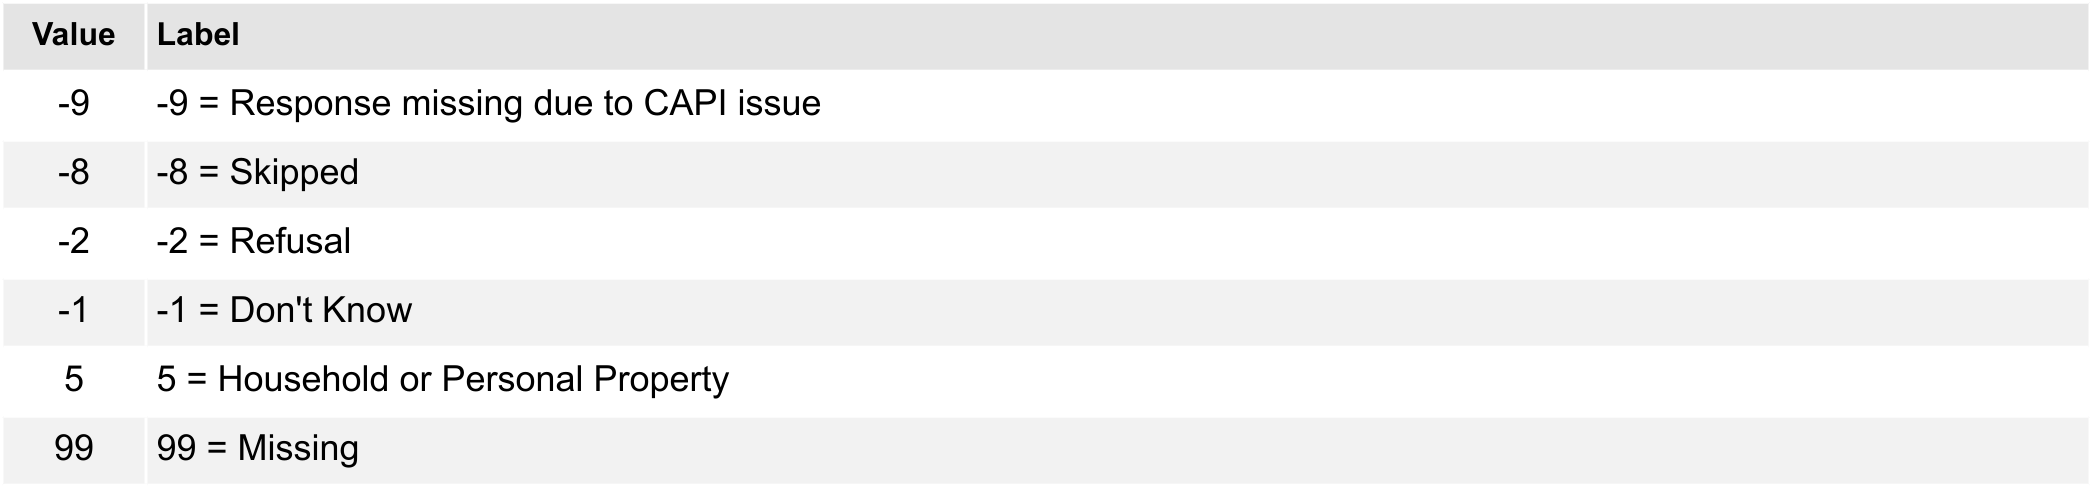 Value Label
-9 -9 = Response missing due to CAPI issue
-8 -8 = Skipped
-2 -2 = Refusal
-1 -1 = Don't Know
5 5 = Household or Personal Property
99 99 = Missing